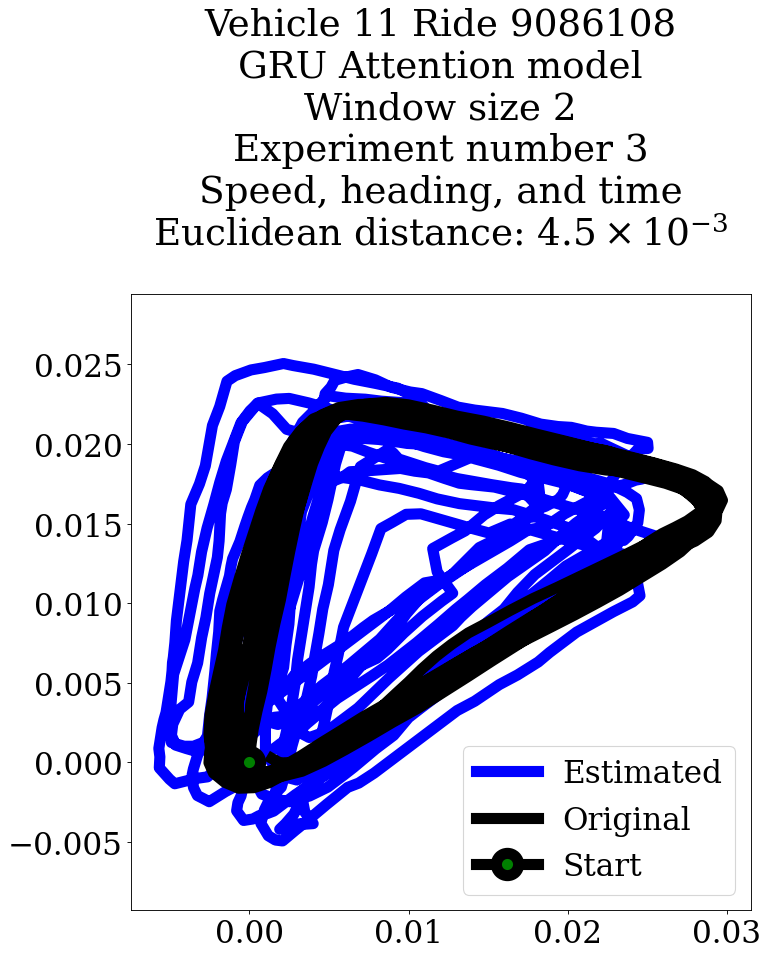 Vehicle 11 Ride 9086108
GRU Attention model
Window size 2
Experiment number 3
Speed, heading, and time
Euclidean distance: 4.5 × 10⁻³
0.025
0.020
0.015
0.010
0.005
0.000
−0.005
0.00 0.01 0.02 0.03
Estimated
Original
Start